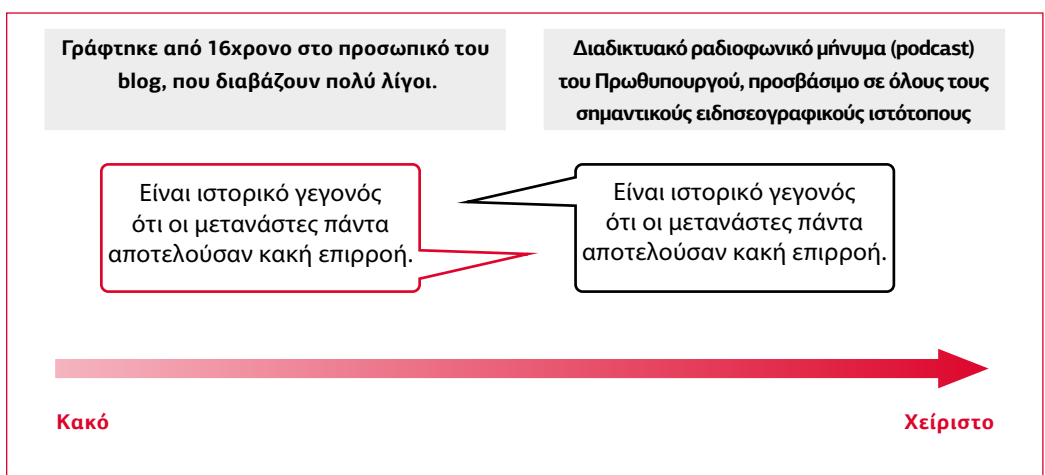 Γράφτηκε από 16χρονο στο προσωπικό του
blog, που διαβάζουν πολύ λίγοι.
Διαδικτυακό ραδιοφωνικό μήνυμα (podcast)
του Πρωθυπουργού, προσβάσιμο σε όλους τους
σημαντικούς ειδησεογραφικούς ιστότοπους
Είναι ιστορικό γεγονός
ότι οι μετανάστες πάντα
αποτελούσαν κακή επιρροή.
Είναι ιστορικό γεγονός
ότι οι μετανάστες πάντα
αποτελούσαν κακή επιρροή.
Κακό
Χείριστο